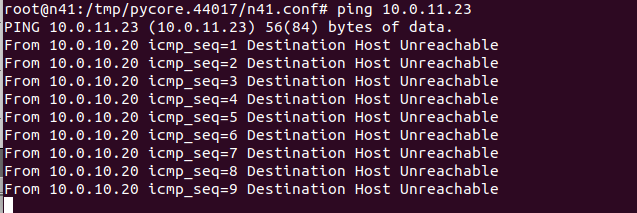 root@n41:/tmp/pycore.44017/n41.conf# ping 10.0.11.23
PING 10.0.11.23 (10.0.11.23) 56(84) bytes of data.
From 10.0.10.20 icmp_seq=1 Destination Host Unreachable
From 10.0.10.20 icmp_seq=2 Destination Host Unreachable
From 10.0.10.20 icmp_seq=3 Destination Host Unreachable
From 10.0.10.20 icmp_seq=4 Destination Host Unreachable
From 10.0.10.20 icmp_seq=5 Destination Host Unreachable
From 10.0.10.20 icmp_seq=6 Destination Host Unreachable
From 10.0.10.20 icmp_seq=7 Destination Host Unreachable
From 10.0.10.20 icmp_seq=8 Destination Host Unreachable
From 10.0.10.20 icmp_seq=9 Destination Host Unreachable